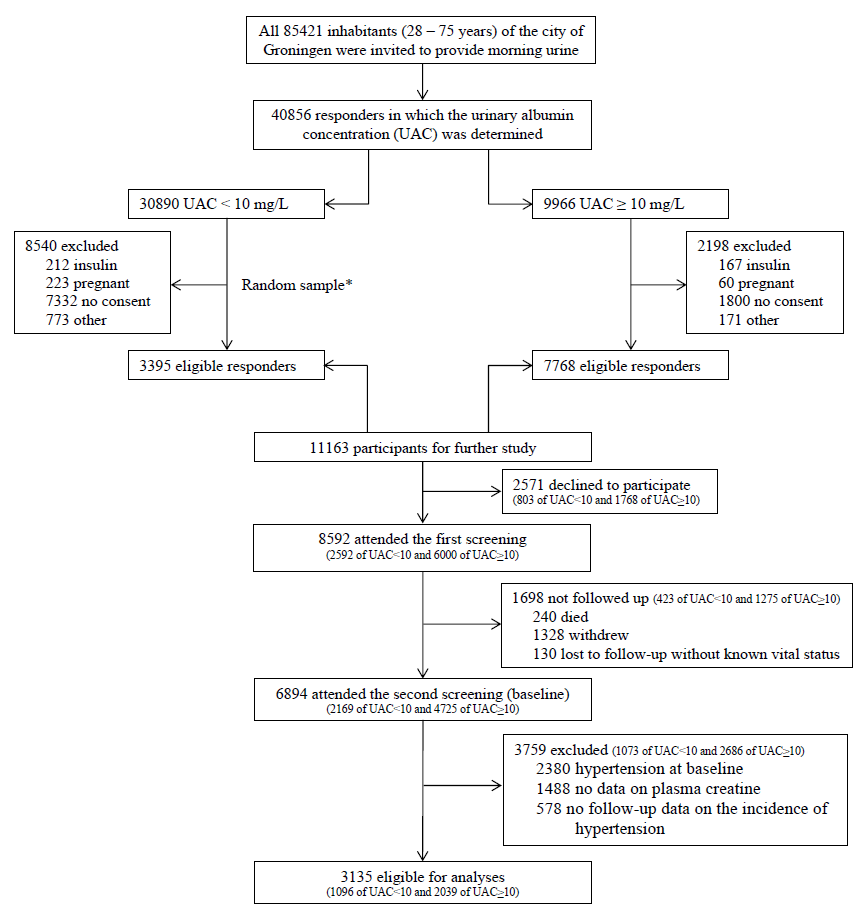 All 85421 inhabitants (28 – 75 years) of the city of
Groningen were invited to provide morning urine
40856 responders in which the urinary albumin
concentration (UAC) was determined
30890 UAC < 10 mg/L
9966 UAC ≥ 10 mg/L
8540 excluded
212 insulin
223 pregnant
7332 no consent
773 other
Random sample*
2198 excluded
167 insulin
60 pregnant
1800 no consent
171 other
3395 eligible responders
7768 eligible responders
11163 participants for further study
2571 declined to participate
(803 of UAC<10 and 1768 of UAC≥10)
8592 attended the first screening
(2592 of UAC<10 and 6000 of UAC≥10)
1698 not followed up (423 of UAC<10 and 1275 of UAC≥10)
240 died
1328 withdrew
130 lost to follow-up without known vital status
6894 attended the second screening (baseline)
(2169 of UAC<10 and 4725 of UAC≥10)
3759 excluded (1073 of UAC<10 and 2686 of UAC≥10)
2380 hypertension at baseline
1488 no data on plasma creatine
578 no follow-up data on the incidence of
hypertension
3135 eligible for analyses
(1096 of UAC<10 and 2039 of UAC≥10)